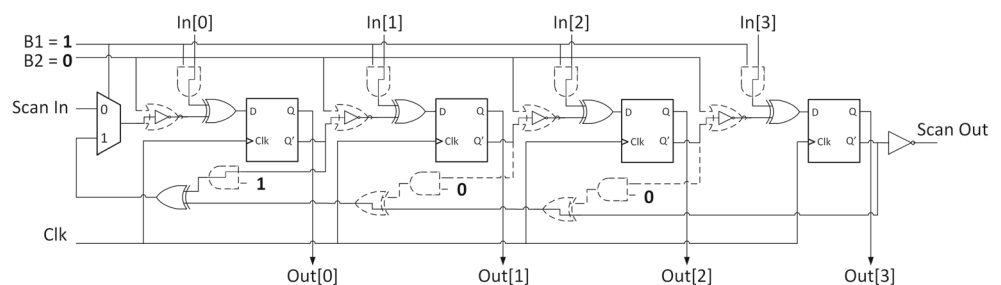 In[0] In[1] In[2] In[3]
B1 = 1
B2 = 0
Scan In
0
1
D Q D Q D Q D Q
Clk Q' Clk Q' Clk Q' Clk Q'
Scan Out
1 0 0
Clk
Out[0] Out[1] Out[2] Out[3]